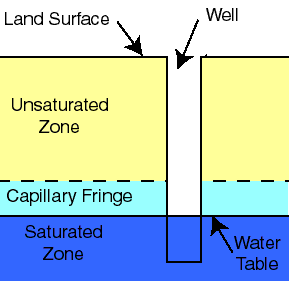 Land Surface
Well
Unsaturated
Zone
Capillary Fringe
Saturated
Zone
Water
Table